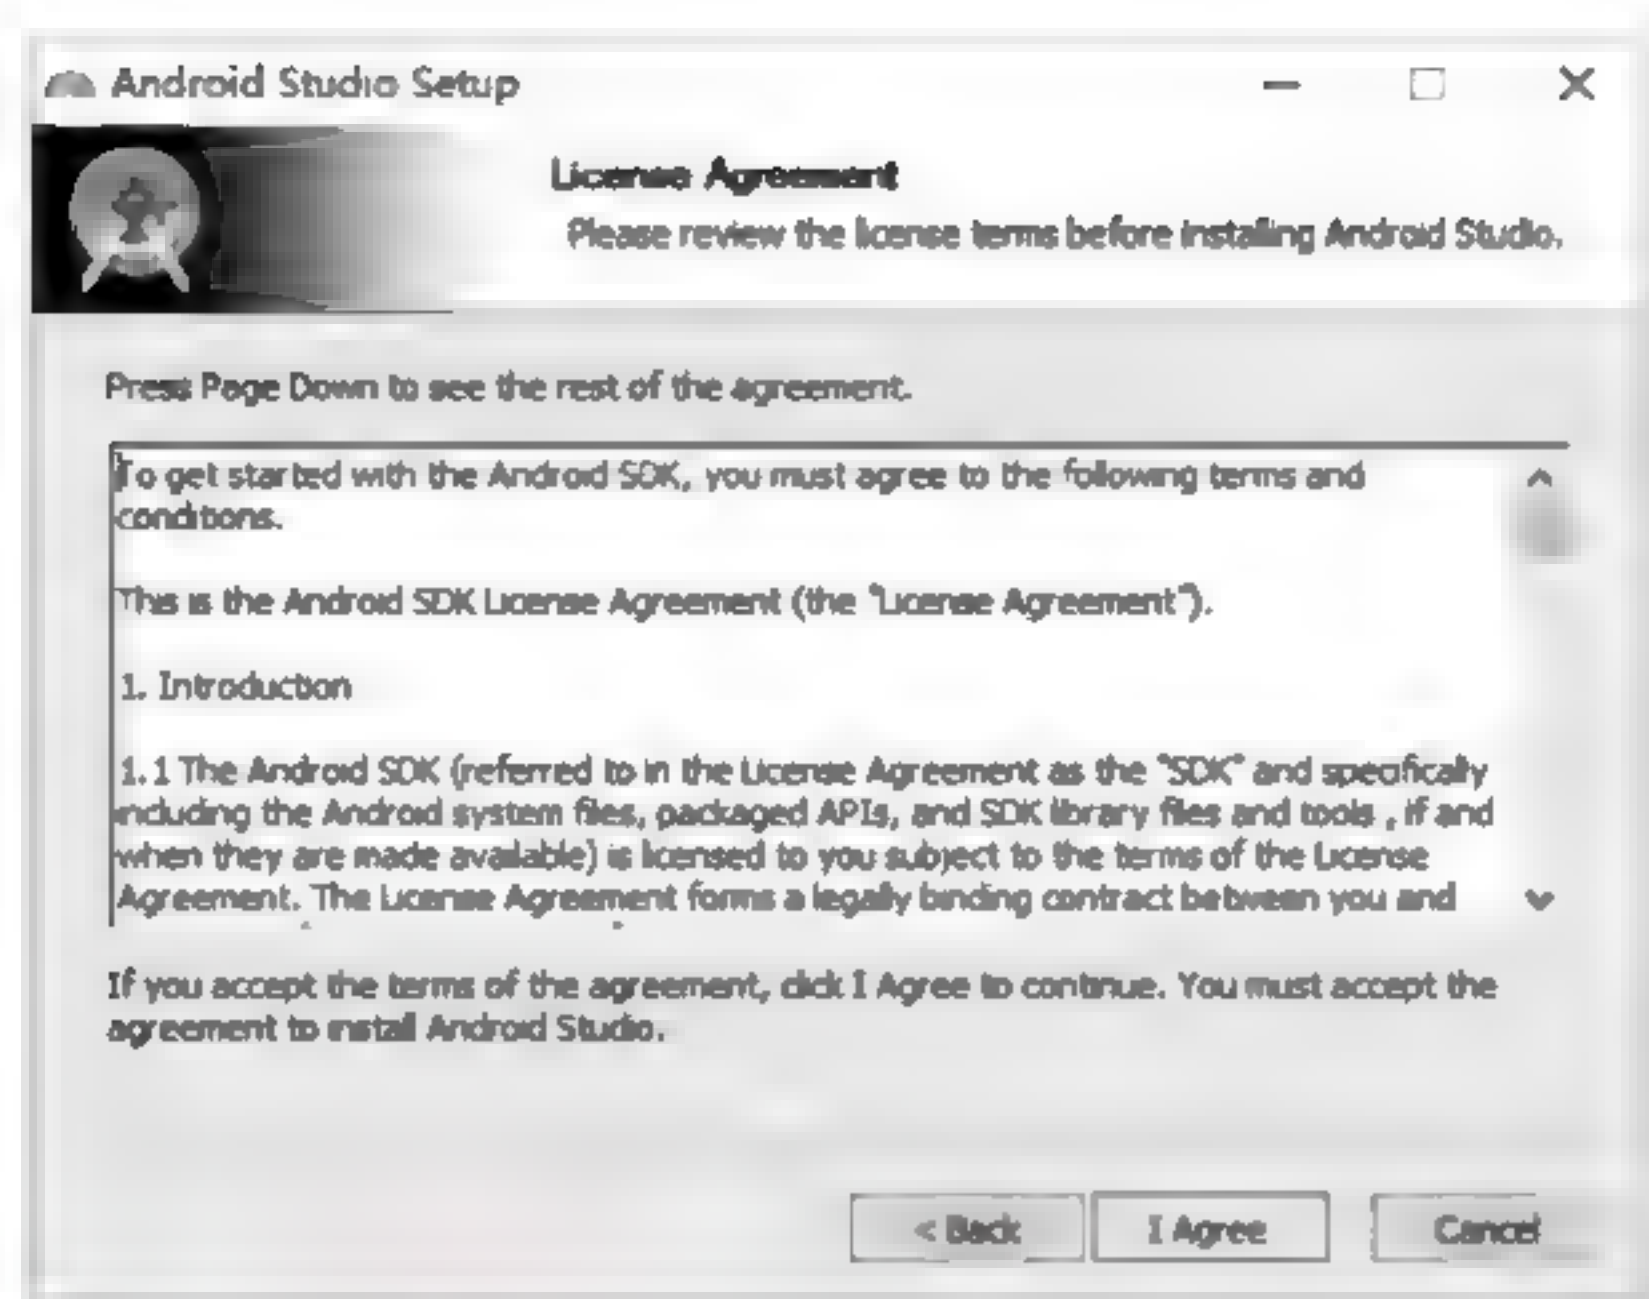 Android Studio Setup
License Agreement
Please review the license terms before installing Android Studio.
Press Page Down to see the rest of the agreement.
To get started with the Android SDK, you must agree to the following terms and
conditions.
This is the Android SDK License Agreement (the "License Agreement").
1. Introduction
1.1 The Android SDK (referred to in the License Agreement as the "SDK" and specifically
including the Android system files, packaged APIs, and SDK library files and tools , if and
when they are made available) is licensed to you subject to the terms of the License
Agreement. The License Agreement forms a legally binding contract between you and
If you accept the terms of the agreement, click I Agree to continue. You must accept the
agreement to install Android Studio.
< Back
I Agree
Cancel